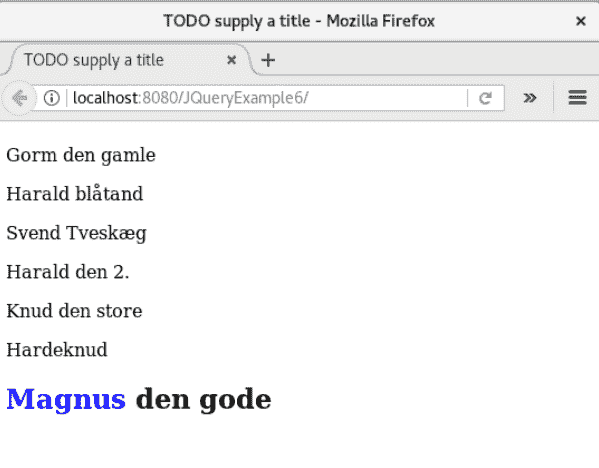 TODO supply a title - Mozilla Firefox
TODO supply a title
localhost:8080/JQueryExample6/
Gorm den gamle
Harald blåtand
Svend Tveskæg
Harald den 2.
Knud den store
Hardeknud
Magnus den gode